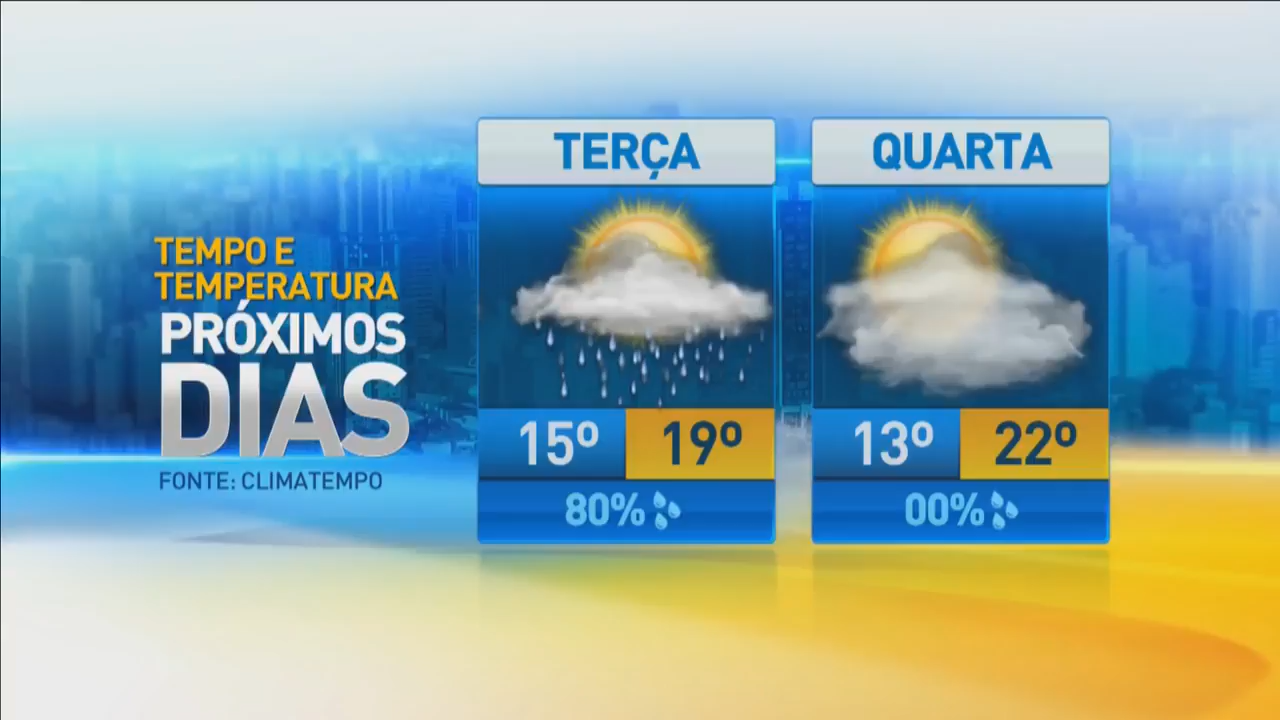 TEMPO E
TEMPERATURA
PRÓXIMOS
DIAS
FONTE: CLIMATEMPO
TERÇA
15º 19º
80%
QUARTA
13º 22º
00%